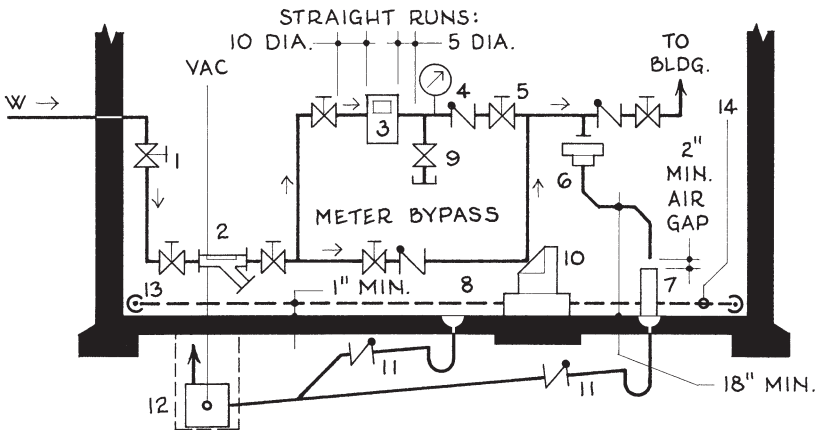 STRAIGHT RUNS:
10 DIA.
5 DIA.
TO
BLDG.
VAC
W
4
5
14
3
1
9
6
2"
MIN.
AIR
GAP
METER BYPASS
2
10
13
1" MIN.
8
7
11
11
12
18" MIN.